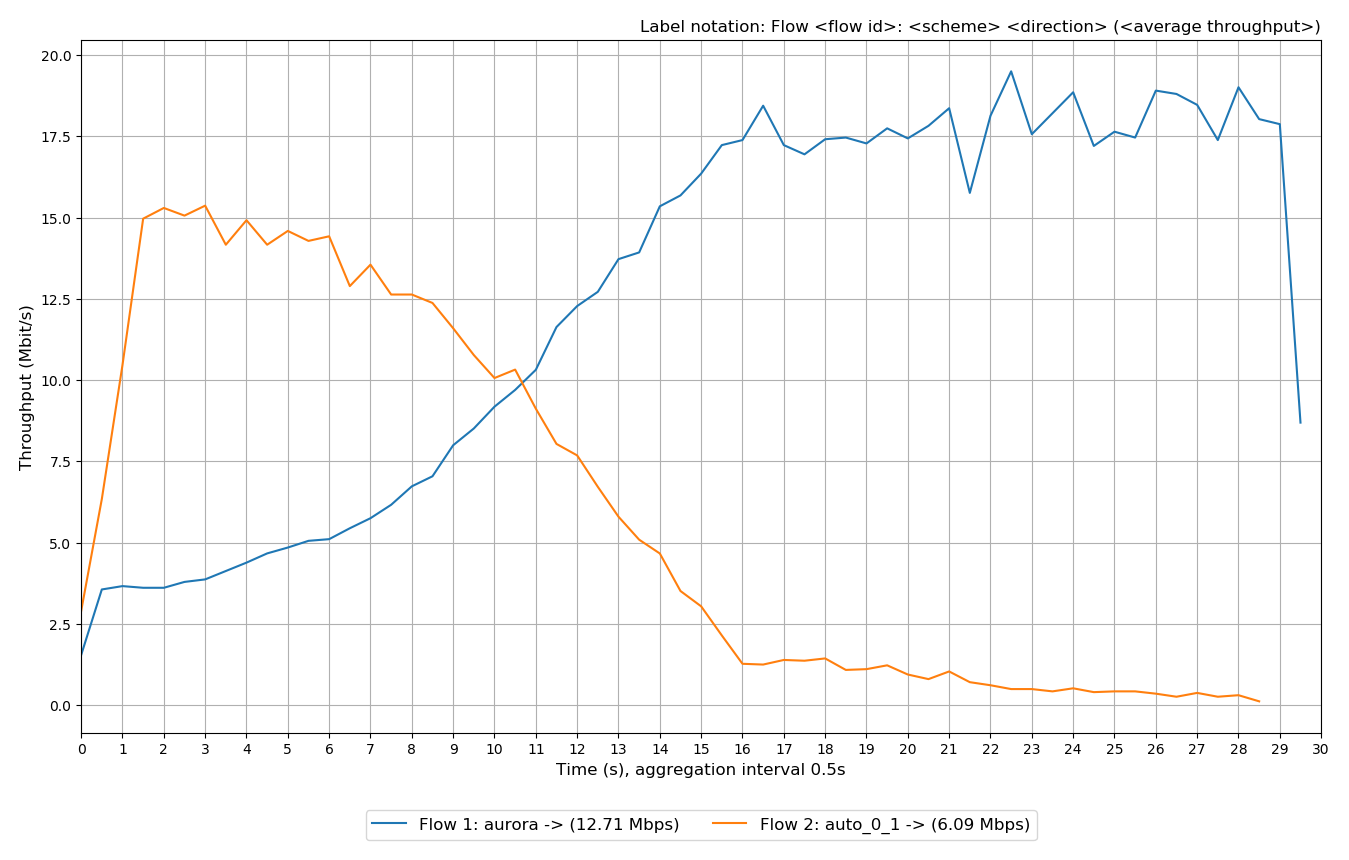 Label notation: Flow <flow id>: <scheme> <direction> (<average throughput>)
20.0
17.5
15.0
12.5
10.0
7.5
5.0
2.5
0.0
Throughput (Mbit/s)
0 1 2 3 4 5 6 7 8 9 10 11 12 13 14 15 16 17 18 19 20 21 22 23 24 25 26 27 28 29 30
Time (s), aggregation interval 0.5s
Flow 1: aurora -> (12.71 Mbps) Flow 2: auto_0_1 -> (6.09 Mbps)